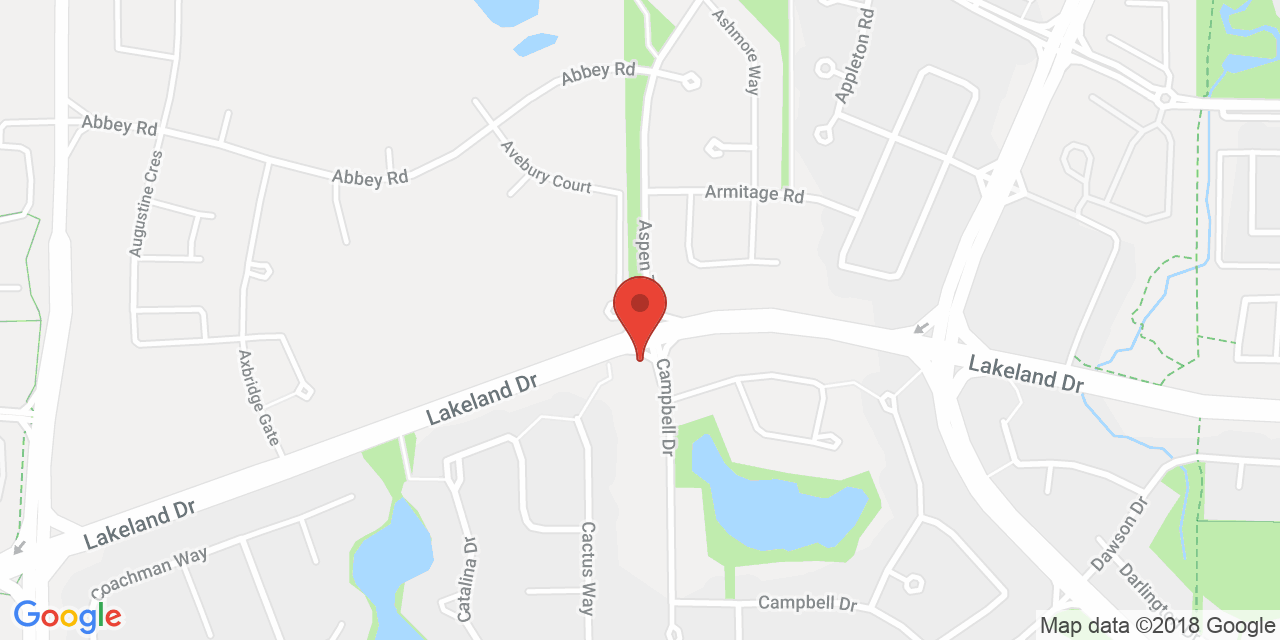 Ashmore Way
Appleton Rd
Abbey Rd
Abbey Rd
Augustine Cres
Abbey Rd
Avebury Court
Armitage Rd
Aspen
Lakeland Dr
Lakeland Dr
Campbell Dr
Axbridge Gate
Lakeland Dr
Coachman Way
Catalina Dr
Cactus Way
Dawson Dr
Darlington
Campbell Dr
Google
Map data ©2018 Google